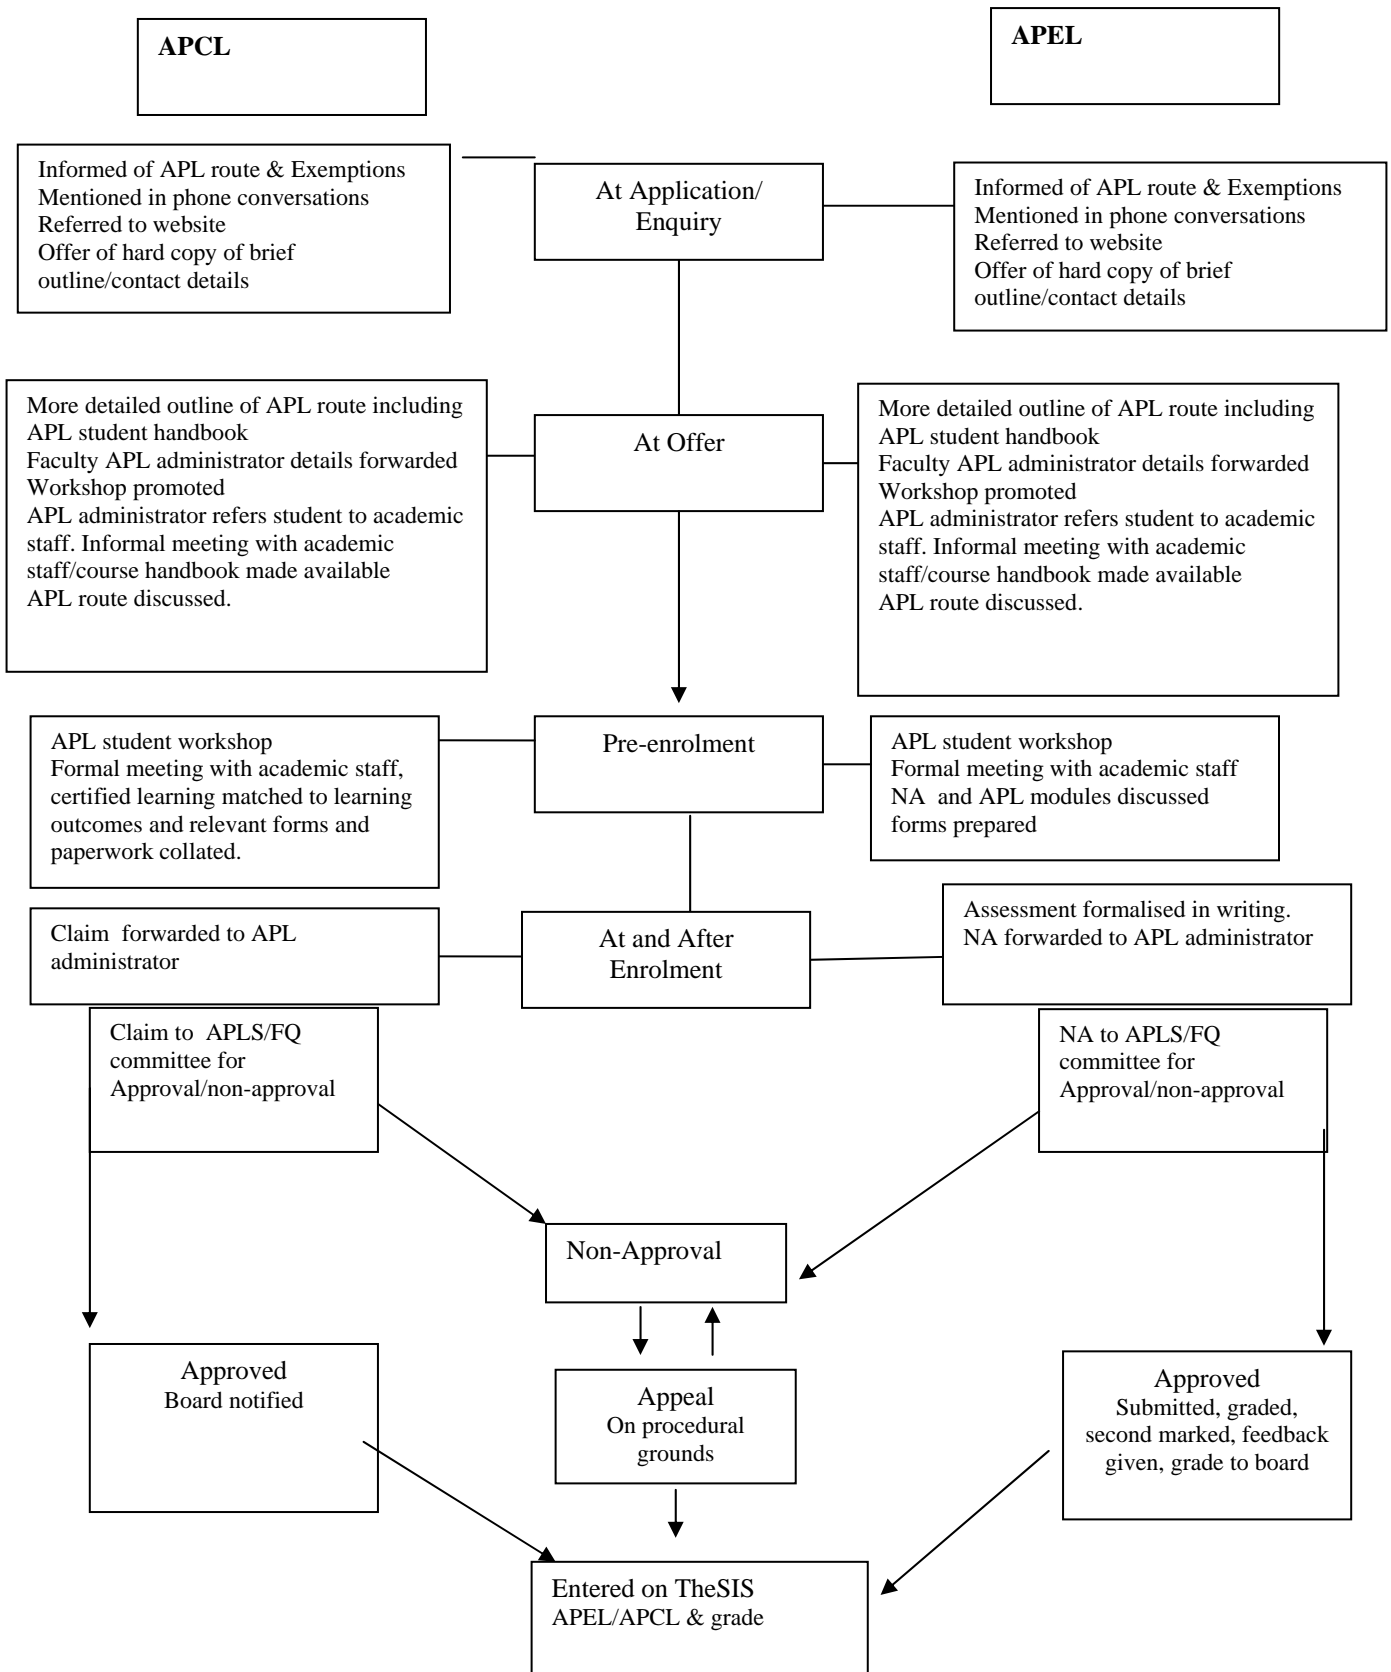 APCL
APEL
Informed of APL route & Exemptions
Mentioned in phone conversations
Referred to website
Offer of hard copy of brief
outline/contact details
At Application/
Enquiry
Informed of APL route & Exemptions
Mentioned in phone conversations
Referred to website
Offer of hard copy of brief
outline/contact details
More detailed outline of APL route including
APL student handbook
Faculty APL administrator details forwarded
Workshop promoted
APL administrator refers student to academic
staff. Informal meeting with academic
staff/course handbook made available
APL route discussed.
At Offer
More detailed outline of APL route including
APL student handbook
Faculty APL administrator details forwarded
Workshop promoted
APL administrator refers student to academic
staff. Informal meeting with academic
staff/course handbook made available
APL route discussed.
APL student workshop
Formal meeting with academic staff,
certified learning matched to learning
outcomes and relevant forms and
paperwork collated.
Pre-enrolment
APL student workshop
Formal meeting with academic staff
NA and APL modules discussed
forms prepared
Claim forwarded to APL
administrator
At and After
Enrolment
Assessment formalised in writing.
NA forwarded to APL administrator
Claim to APLS/FQ
committee for
Approval/non-approval
NA to APLS/FQ
committee for
Approval/non-approval
Non-Approval
Approved
Board notified
Appeal
On procedural
grounds
Approved
Submitted, graded,
second marked, feedback
given, grade to board
Entered on TheSIS
APEL/APCL & grade